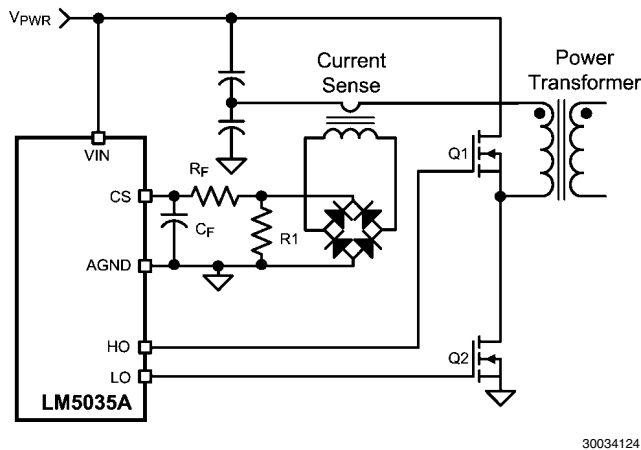 VPWR
Current
Sense
Power
Transformer
VIN
Q1
RF
CS
CF
R1
AGND
HO
Q2
LO
LM5035A
30034124